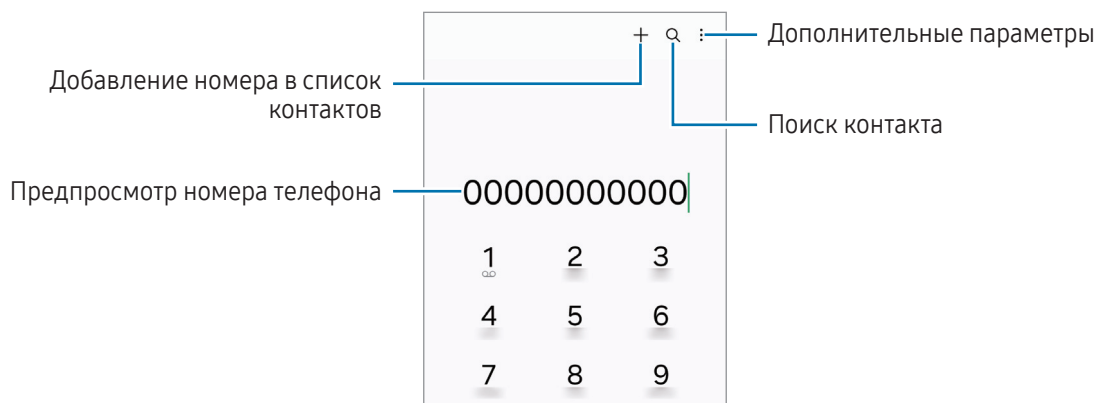 Дополнительные параметры
Добавление номера в список
контактов
Поиск контакта
Предпросмотр номера телефона
00000000000
1 2 3
4 5 6
7 8 9